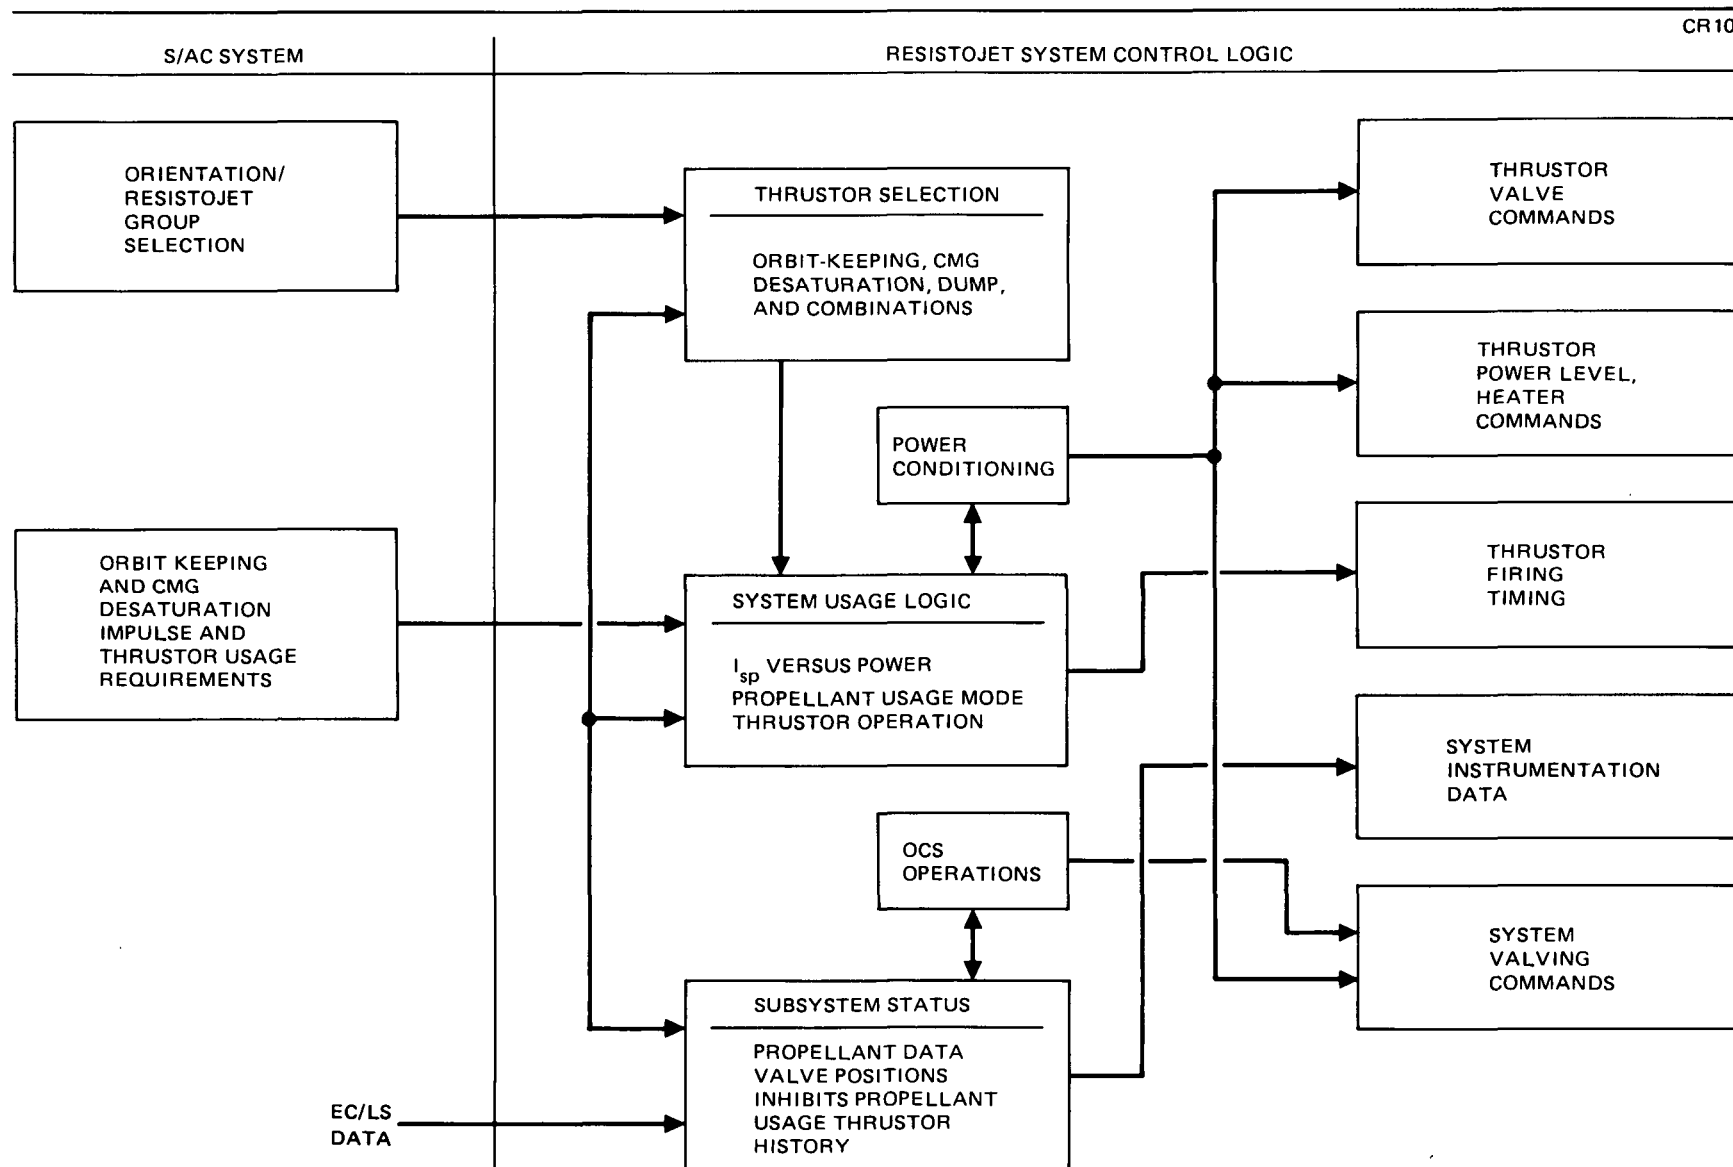 CR10
S/AC SYSTEM
RESISTOJET SYSTEM CONTROL LOGIC
ORIENTATION/
RESISTOJET
GROUP
SELECTION
THRUSTOR SELECTION
ORBIT-KEEPING, CMG
DESATURATION, DUMP,
AND COMBINATIONS
THRUSTOR
VALVE
COMMANDS
THRUSTOR
POWER LEVEL,
HEATER
COMMANDS
POWER
CONDITIONING
ORBIT KEEPING
AND CMG
DESATURATION
IMPULSE AND
THRUSTOR USAGE
REQUIREMENTS
SYSTEM USAGE LOGIC
Isp VERSUS POWER
PROPELLANT USAGE MODE
THRUSTOR OPERATION
THRUSTOR
FIRING
TIMING
SYSTEM
INSTRUMENTATION
DATA
OCS
OPERATIONS
SYSTEM
VALVING
COMMANDS
SUBSYSTEM STATUS
PROPELLANT DATA
VALVE POSITIONS
INHIBITS PROPELLANT
USAGE THRUSTOR
HISTORY
EC/LS
DATA